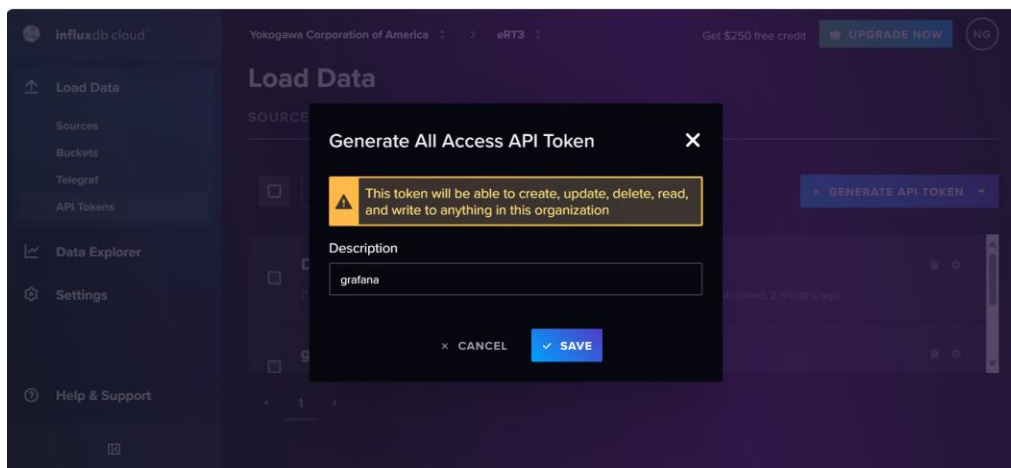 influxdb cloud
Yokogawa Corporation of America > eRT3
Get $250 free credit
UPGRADE NOW
NG
Load Data
Sources
Buckets
Telegraf
API Tokens
Data Explorer
Settings
Help & Support
Load Data
SOURCE
GENERATE API TOKEN
Generate All Access API Token
This token will be able to create, update, delete, read,
and write to anything in this organization
Description
grafana
× CANCEL
SAVE
D
Modified: 2 months ago
g
1